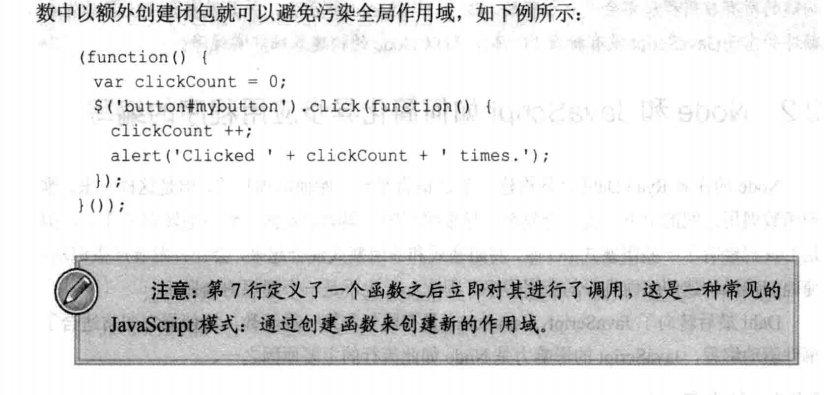 数中以额外创建闭包就可以避免污染全局作用域，如下例所示：
(function() {
var clickCount = 0;
$('button#mybutton').click(function() {
clickCount ++;
alert('Clicked ' + clickCount + ' times.');
});
}());
注意：第 7 行定义了一个函数之后立即对其进行了调用，这是一种常见的
JavaScript 模式：通过创建函数来创建新的作用域。